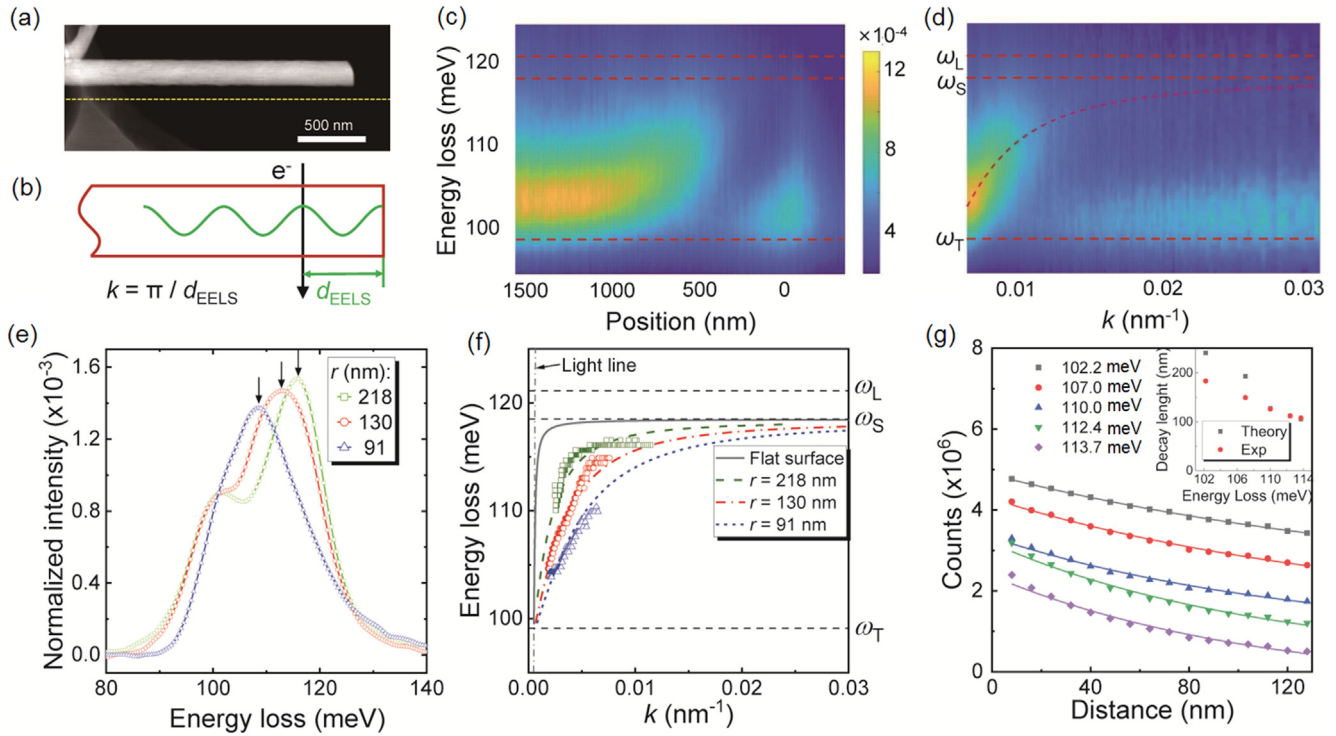 (a)
500 nm
(b)
e-
k = π / dEELS
dEELS
(c)
Energy loss (meV)
120
110
100
1500
1000
500
0
Position (nm)
×10-4
12
8
4
(d)
ωL
ωS
ωT
0.01
0.02
0.03
k (nm-1)
(e)
Normalized intensity (x10-3)
1.6
1.2
0.8
0.4
0.0
r (nm):
218
130
91
80
100
120
140
Energy loss (meV)
(f)
Energy loss (meV)
120
110
100
Light line
ωL
ωS
ωT
Flat surface
r = 218 nm
r = 130 nm
r = 91 nm
0.00
0.01
0.02
0.03
k (nm-1)
(g)
Counts (x106)
8
6
4
2
0
102.2 meV
107.0 meV
110.0 meV
112.4 meV
113.7 meV
Decay lenght (nm)
200
100
0
Theory
Exp
102
106
110
114
Energy Loss (meV)
0
40
80
120
Distance (nm)